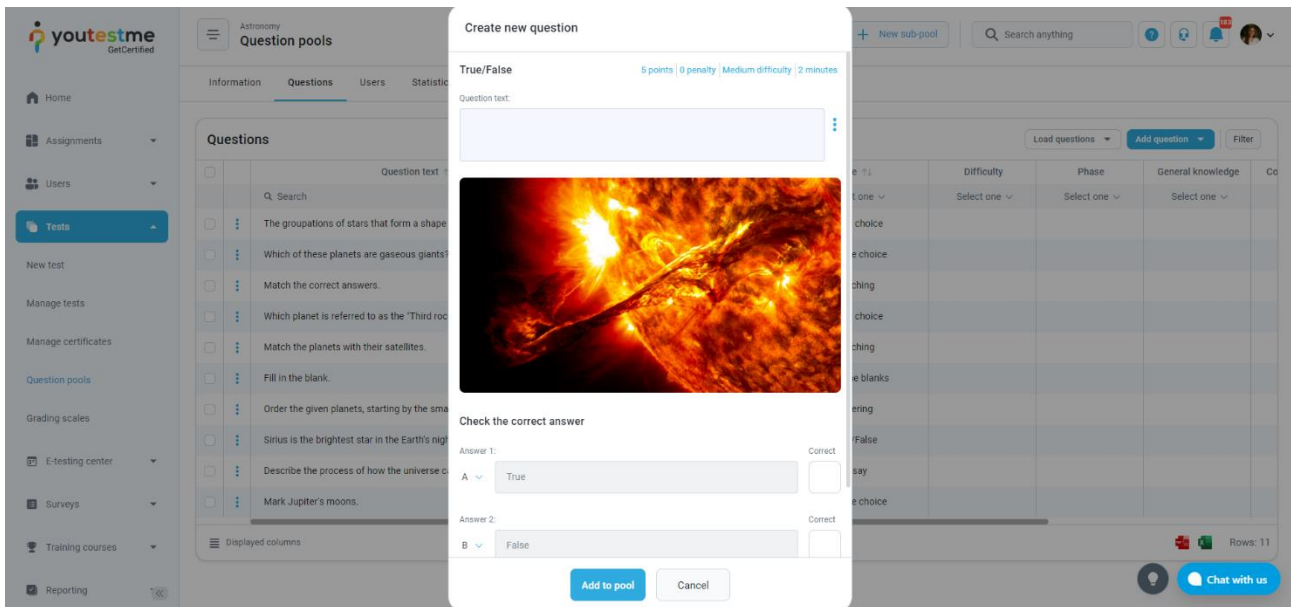 youtestme
GetCertified
Home
Assignments
Users
Tests
New test
Manage tests
Manage certificates
Question pools
Grading scales
E-testing center
Surveys
Training courses
Reporting
Astronomy
Question pools
New sub-pool
Search anything
183
Information Questions Users
Questions
Load questions
Add question
Filter
Question text
Difficulty Phase General knowledge Co
Search
Select one Select one Select one
The groupations of stars that form a shape
choice
Which of these planets are gaseous giants?
choice
Match the correct answers.
Which planet is referred to as the "Third roc
choice
Match the planets with their satellites.
Fill in the blank.
blanks
Order the given planets, starting by the sma
Sirius is the brightest star in the Earth's nigh
/False
Describe the process of how the universe c
Mark Jupiter's moons.
choice
Displayed columns
Rows: 11
Create new question
True/False
5 points 0 penalty Medium difficulty 2 minutes
Question text:
Check the correct answer
Answer 1: Correct
A True
Answer 2: Correct
B False
Add to pool Cancel
Chat with us